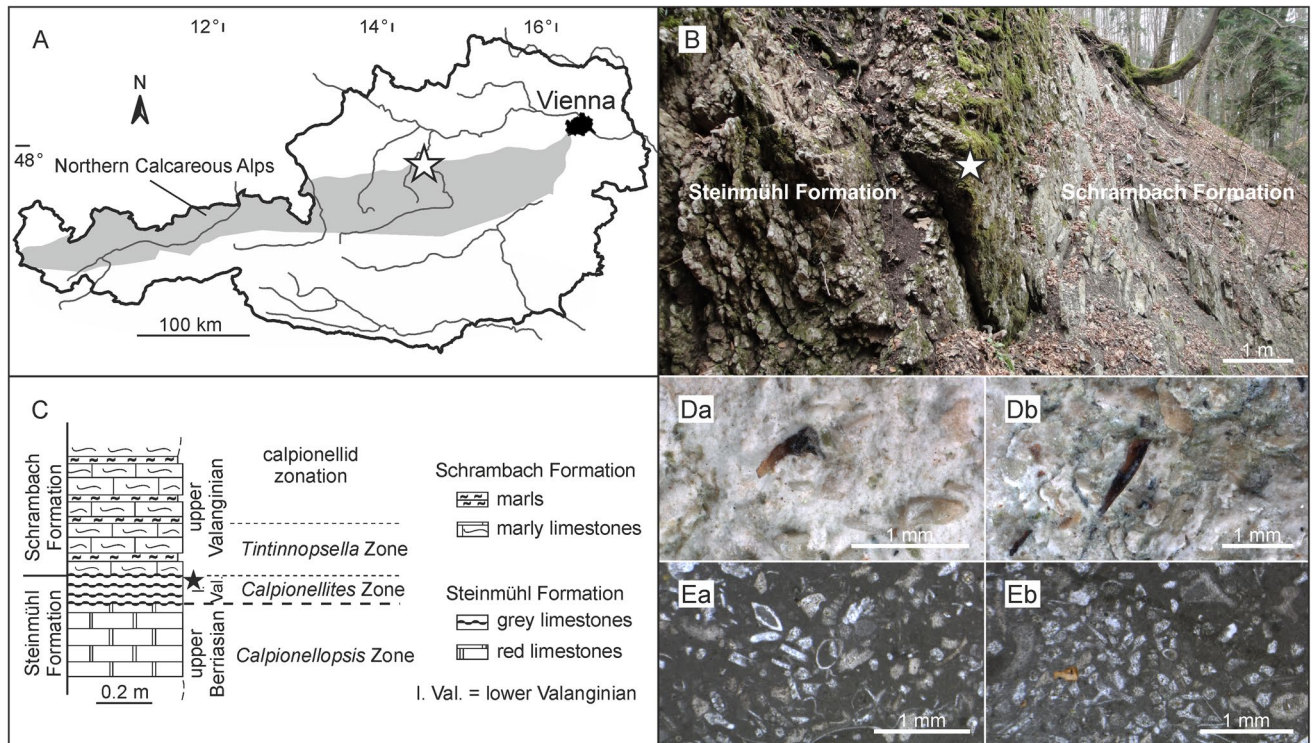 A
12°
14°
16°
N
Vienna
48°
Northern Calcareous Alps
100 km
B
Steinmühl Formation
Schrambach Formation
1 m
C
Schrambach
Formation
Steinmühl
Formation
upper
Valanginian
l. Val.
upper
Berriasian
calpionellid
zonation
Tintinnopsella Zone
Calpionellites Zone
Calpionellopsis Zone
0.2 m
Schrambach Formation
marls
marly limestones
Steinmühl Formation
grey limestones
red limestones
l. Val. = lower Valanginian
Da
1 mm
Db
1 mm
Ea
1 mm
Eb
1 mm